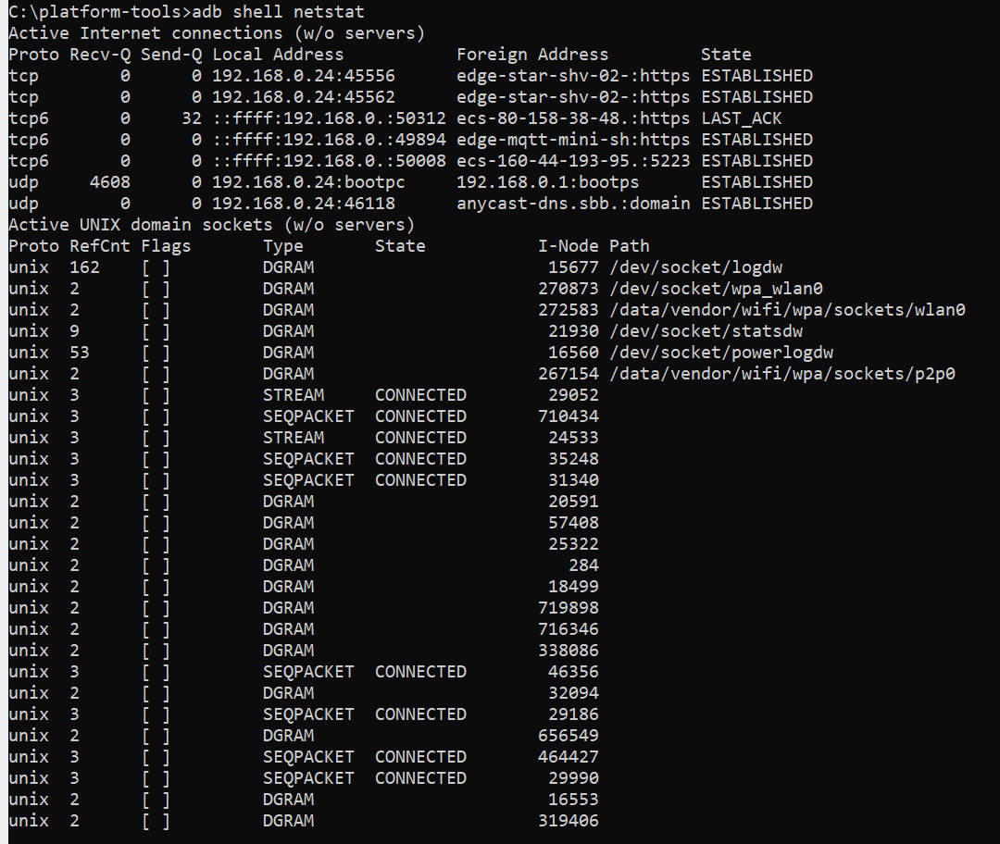 C:\platform-tools>adb shell netstat
Active Internet connections (w/o servers)
Proto Recv-Q Send-Q Local Address           Foreign Address         State
tcp        0      0 192.168.0.24:45556      edge-star-shv-02-:https ESTABLISHED
tcp        0      0 192.168.0.24:45562      edge-star-shv-02-:https ESTABLISHED
tcp6       0     32 ::ffff:192.168.0.:50312 ecs-80-158-38-48.:https LAST_ACK
tcp6       0      0 ::ffff:192.168.0.:49894 edge-mqtt-mini-sh:https ESTABLISHED
tcp6       0      0 ::ffff:192.168.0.:50008 ecs-160-44-193-95.:5223 ESTABLISHED
udp     4608      0 192.168.0.24:bootpc     192.168.0.1:bootps      ESTABLISHED
udp        0      0 192.168.0.24:46118      anycast-dns.sbb.:domain ESTABLISHED
Active UNIX domain sockets (w/o servers)
Proto RefCnt Flags       Type       State           I-Node Path
unix  162    [ ]         DGRAM                       15677 /dev/socket/logdw
unix  2      [ ]         DGRAM                      270873 /dev/socket/wpa_wlan0
unix  2      [ ]         DGRAM                      272583 /data/vendor/wifi/wpa/sockets/wlan0
unix  9      [ ]         DGRAM                       21930 /dev/socket/statsdw
unix  53     [ ]         DGRAM                       16560 /dev/socket/powerlogdw
unix  2      [ ]         DGRAM                      267154 /data/vendor/wifi/wpa/sockets/p2p0
unix  3      [ ]         STREAM     CONNECTED        29052
unix  3      [ ]         SEQPACKET  CONNECTED       710434
unix  3      [ ]         STREAM     CONNECTED        24533
unix  3      [ ]         SEQPACKET  CONNECTED        35248
unix  3      [ ]         SEQPACKET  CONNECTED        31340
unix  2      [ ]         DGRAM                       20591
unix  2      [ ]         DGRAM                       57408
unix  2      [ ]         DGRAM                       25322
unix  2      [ ]         DGRAM                         284
unix  2      [ ]         DGRAM                       18499
unix  2      [ ]         DGRAM                      719898
unix  2      [ ]         DGRAM                      716346
unix  2      [ ]         DGRAM                      338086
unix  3      [ ]         SEQPACKET  CONNECTED        46356
unix  2      [ ]         DGRAM                       32094
unix  3      [ ]         SEQPACKET  CONNECTED        29186
unix  2      [ ]         DGRAM                      656549
unix  3      [ ]         SEQPACKET  CONNECTED       464427
unix  3      [ ]         SEQPACKET  CONNECTED        29990
unix  2      [ ]         DGRAM                       16553
unix  2      [ ]         DGRAM                      319406